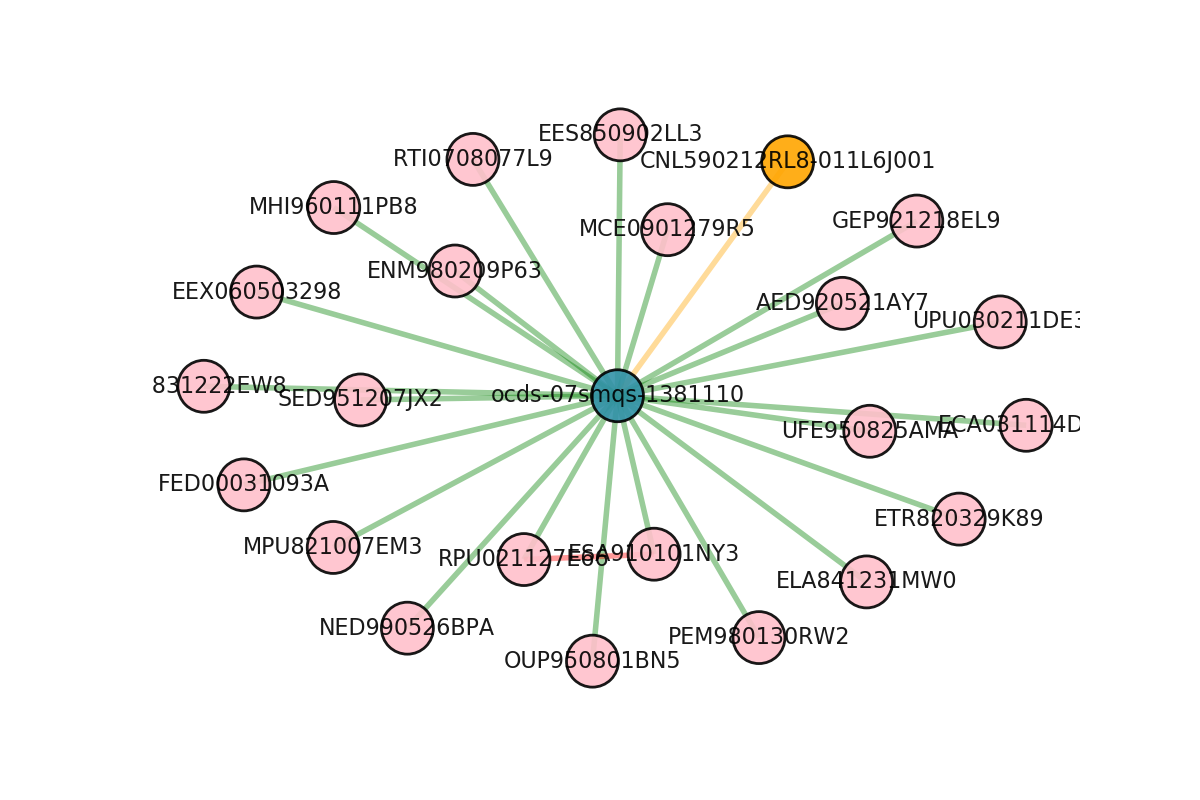 EES850902LL3
RTI0708077L9
CNL590212RL8-011L6J001
MHI960111PB8
GEP921218EL9
MCE0901279R5
ENM980209P63
EEX060503298
AED920521AY7
UPU030211DE3
831222EW8
SED951207JX2
ocds-07smqs-1381110
UFE950825AMA
ECA031114D
FED00031093A
ETR820329K89
MPU821007EM3
RPU021127E66
ESA910101NY3
ELA841231MW0
NED990526BPA
PEM980130RW2
OUP950801BN5